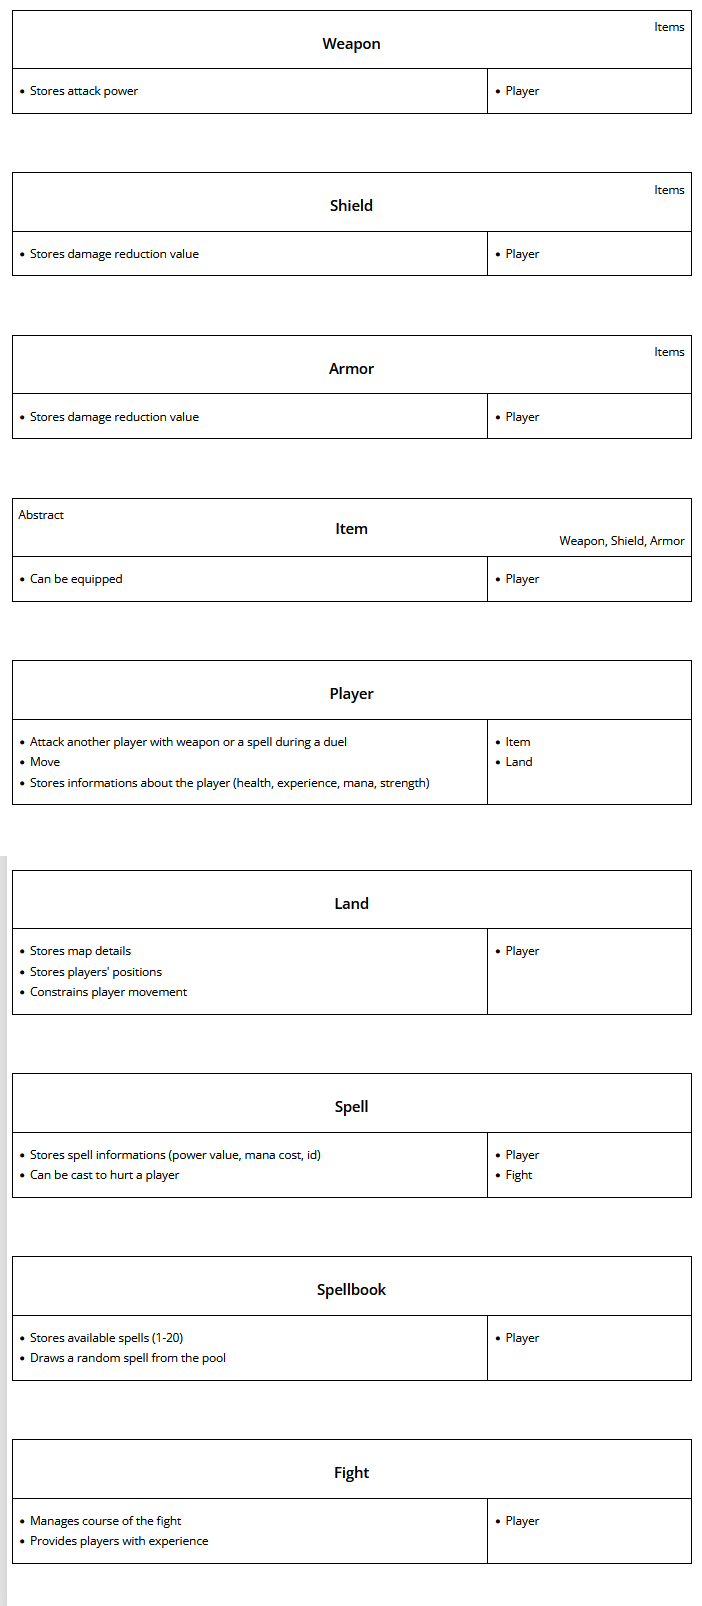 Items
Weapon
• Stores attack power
• Player
Items
Shield
• Stores damage reduction value
• Player
Items
Armor
• Stores damage reduction value
• Player
Abstract
Item
Weapon, Shield, Armor
• Can be equipped
• Player
Player
• Attack another player with weapon or a spell during a duel
• Move
• Stores informations about the player (health, experience, mana, strength)
• Item
• Land
Land
• Stores map details
• Stores players' positions
• Constrains player movement
• Player
Spell
• Stores spell informations (power value, mana cost, id)
• Can be cast to hurt a player
• Player
• Fight
Spellbook
• Stores available spells (1-20)
• Draws a random spell from the pool
• Player
Fight
• Manages course of the fight
• Provides players with experience
• Player